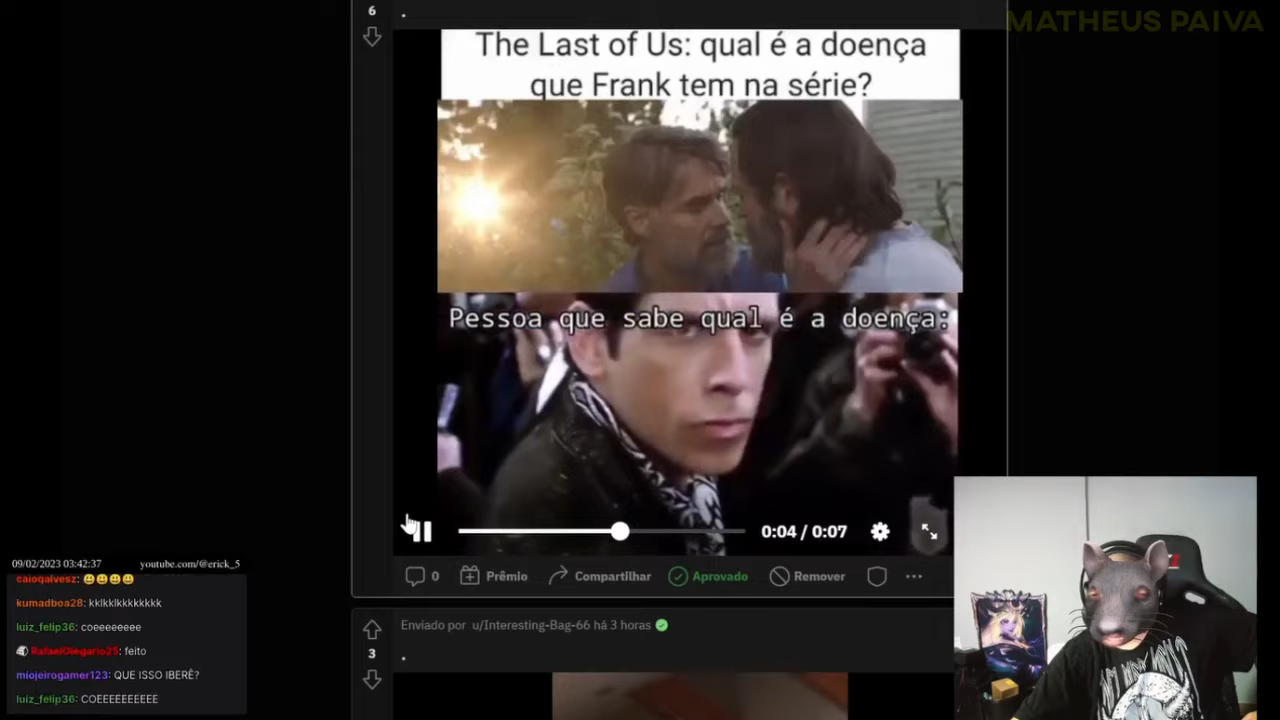 MATHEUS PAIVA
6
.
The Last of Us: qual é a doença
que Frank tem na série?
Pessoa que sabe qual é a doença:
0:04 / 0:07
0
Prêmio
Compartilhar
Aprovado
Remover
Enviado por u/Interesting-Bag-66 há 3 horas
3
.
09/02/2023 03:42:37 youtube.com/@erick_5
caioqalvesz: 😃😃😃😃
kumadboa28: kklkklkkkkkkkk
luiz_felip36: coeeeeeeee
RafaelOlegario25: feito
miojeirogamer123: QUE ISSO IBERÊ?
luiz_felip36: COEEEEEEEEEE